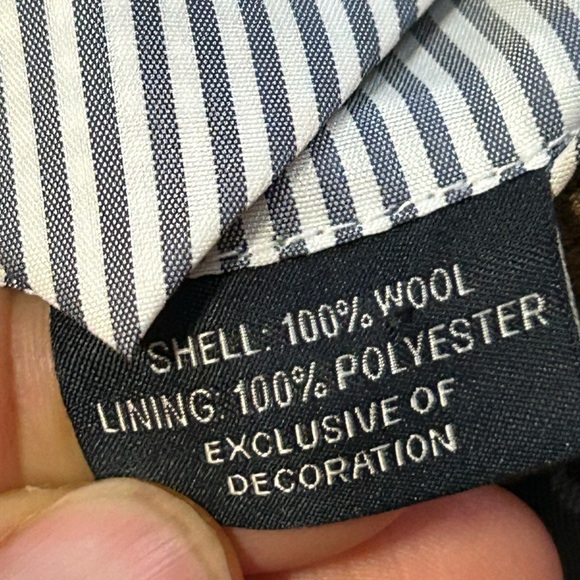 SHELL: 100% WOOL
LINING: 100% POLYESTER
EXCLUSIVE OF
DECORATION